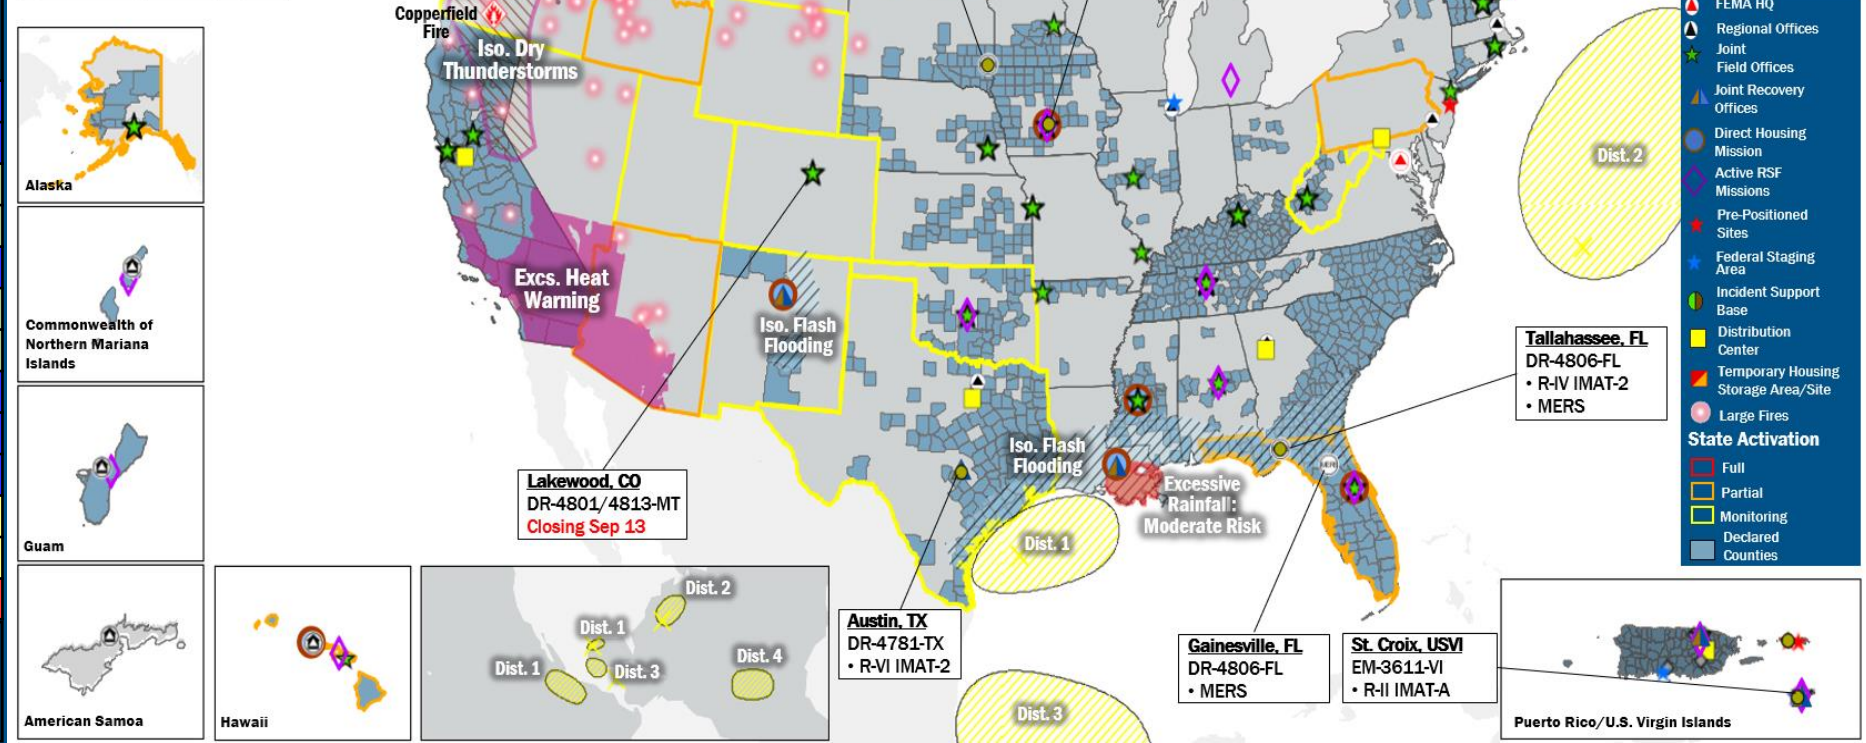 Copperfield
Fire
Iso. Dry
Thunderstorms
Alaska
Commonwealth of
Northern Mariana
Islands
Guam
American Samoa
Hawaii
Excs. Heat
Warning
Iso. Flash
Flooding
Iso. Flash
Flooding
Excessive
Rainfall:
Moderate Risk
Dist. 1
Dist. 2
Dist. 3
Lakewood, CO
DR-4801/4813-MT
Closing Sep 13
Dist. 2
Dist. 1
Dist. 1
Dist. 3
Dist. 4
Austin, TX
DR-4781-TX
• R-VI IMAT-2
Tallahassee, FL
DR-4806-FL
• R-IV IMAT-2
• MERS
MERS
Gainesville, FL
DR-4806-FL
• MERS
St. Croix, USVI
EM-3611-VI
• R-II IMAT-A
Puerto Rico/U.S. Virgin Islands
FEMA HQ
Regional Offices
Joint
Field Offices
Joint Recovery
Offices
Direct Housing
Mission
Active RSF
Missions
Pre-Positioned
Sites
Federal Staging
Area
Incident Support
Base
Distribution
Center
Temporary Housing
Storage Area/Site
Large Fires
State Activation
Full
Partial
Monitoring
Declared
Counties